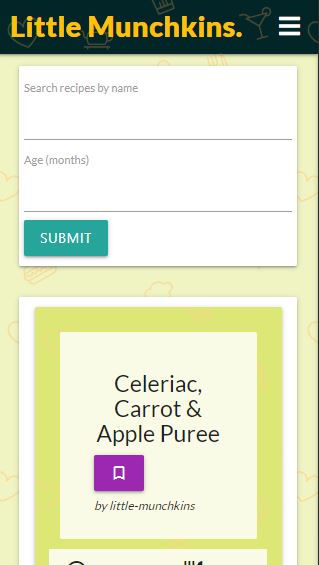 Little Munchkins.
Search recipes by name
Age (months)
SUBMIT
Celeriac,
Carrot &
Apple Puree
by little-munchkins